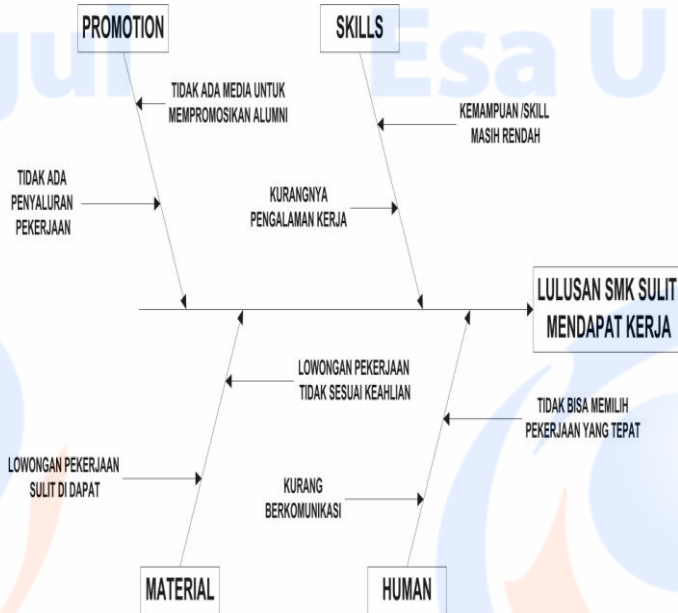 PROMOTION
SKILLS
gul
Esa U
TIDAK ADA MEDIA UNTUK
MEMPROMOSIKAN ALUMNI
KEMAMPUAN /SKILL
MASIH RENDAH
TIDAK ADA
PENYALURAN
PEKERJAAN
KURANGNYA
PENGALAMAN KERJA
LULUSAN SMK SULIT
MENDAPAT KERJA
LOWONGAN PEKERJAAN
TIDAK SESUAI KEAHLIAN
TIDAK BISA MEMILIH
PEKERJAAN YANG TEPAT
LOWONGAN PEKERJAAN
SULIT DI DAPAT
KURANG
BERKOMUNIKASI
MATERIAL
HUMAN